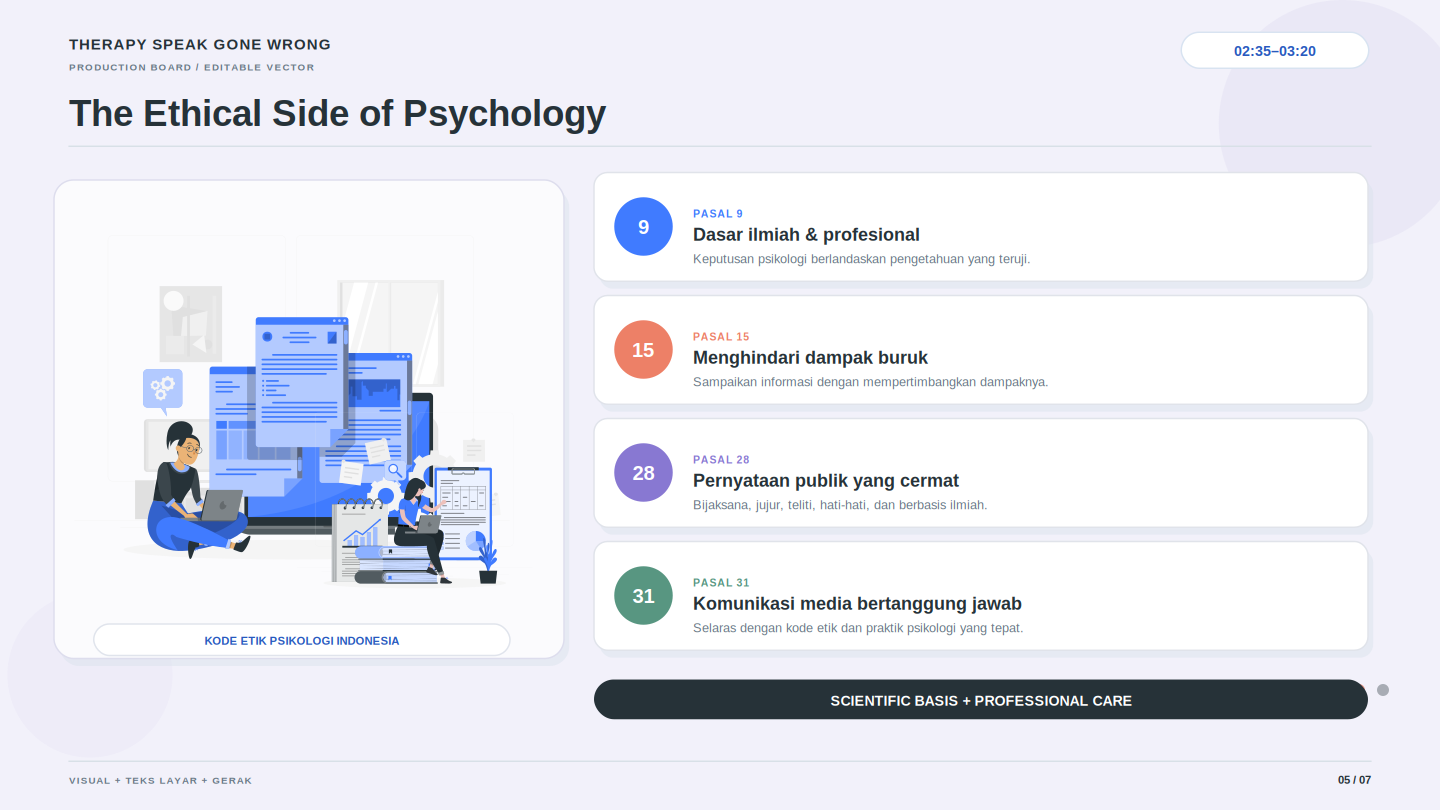 THERAPY SPEAK GONE WRONG
PRODUCTION BOARD / EDITABLE VECTOR
02:35–03:20
The Ethical Side of Psychology
KODE ETIK PSIKOLOGI INDONESIA
9
PASAL 9
Dasar ilmiah & profesional
Keputusan psikologi berlandaskan pengetahuan yang teruji.
15
PASAL 15
Menghindari dampak buruk
Sampaikan informasi dengan mempertimbangkan dampaknya.
28
PASAL 28
Pernyataan publik yang cermat
Bijaksana, jujur, teliti, hati-hati, dan berbasis ilmiah.
31
PASAL 31
Komunikasi media bertanggung jawab
Selaras dengan kode etik dan praktik psikologi yang tepat.
SCIENTIFIC BASIS + PROFESSIONAL CARE
VISUAL + TEKS LAYAR + GERAK
05 / 07